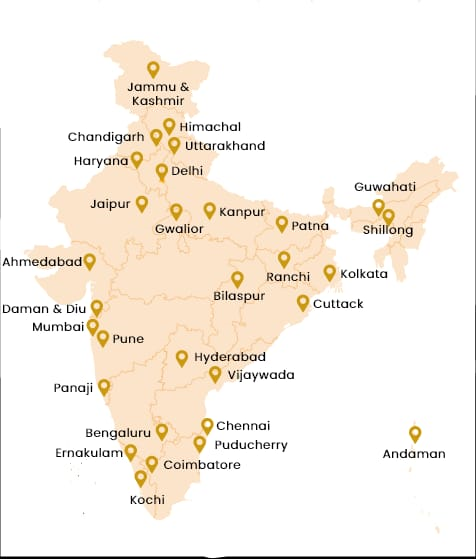 Jammu &
Kashmir
Himachal
Chandigarh
Uttarakhand
Haryana
Delhi
Guwahati
Jaipur
Kanpur
Gwalior
Patna
Shillong
Ahmedabad
Ranchi
Kolkata
Bilaspur
Cuttack
Daman & Diu
Mumbai
Pune
Hyderabad
Vijaywada
Panaji
Chennai
Bengaluru
Puducherry
Ernakulam
Andaman
Coimbatore
Kochi